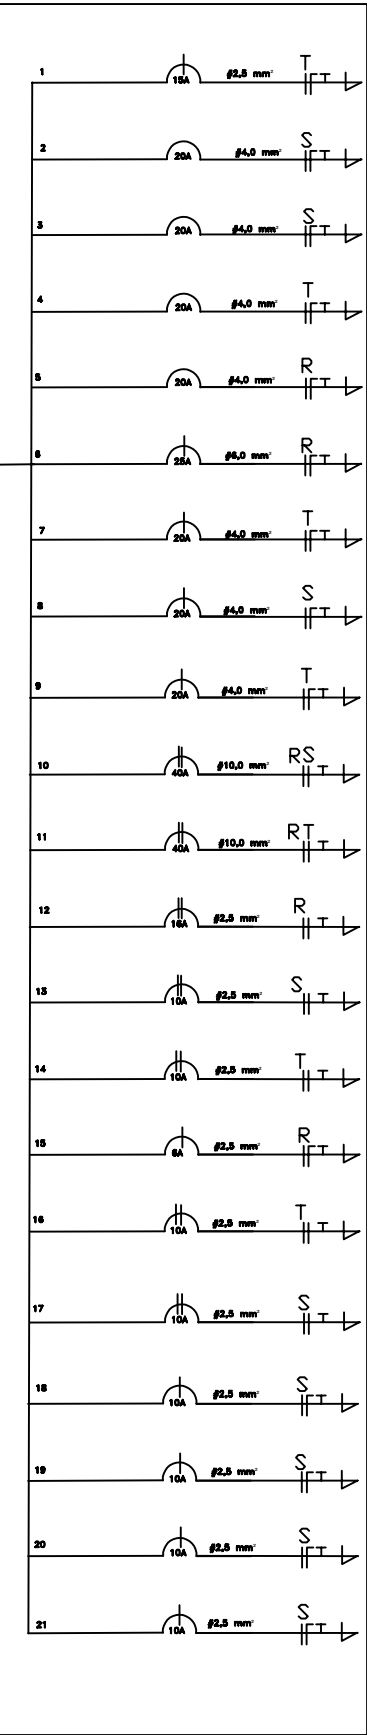 1 15A #2,5 mm² T T
2 20A #4,0 mm² S T
3 20A #4,0 mm² S T
4 20A #4,0 mm² T T
5 20A #4,0 mm² R T
6 25A #6,0 mm² R T
7 20A #4,0 mm² T T
8 20A #4,0 mm² S T
9 20A #4,0 mm² T T
10 40A #10,0 mm² RS T
11 40A #10,0 mm² RT T
12 16A #2,5 mm² R T
13 10A #2,5 mm² S T
14 10A #2,5 mm² T T
15 6A #2,5 mm² R T
16 10A #2,5 mm² T T
17 10A #2,5 mm² S T
18 10A #2,5 mm² S T
19 10A #2,5 mm² S T
20 10A #2,5 mm² S T
21 10A #2,5 mm² S T